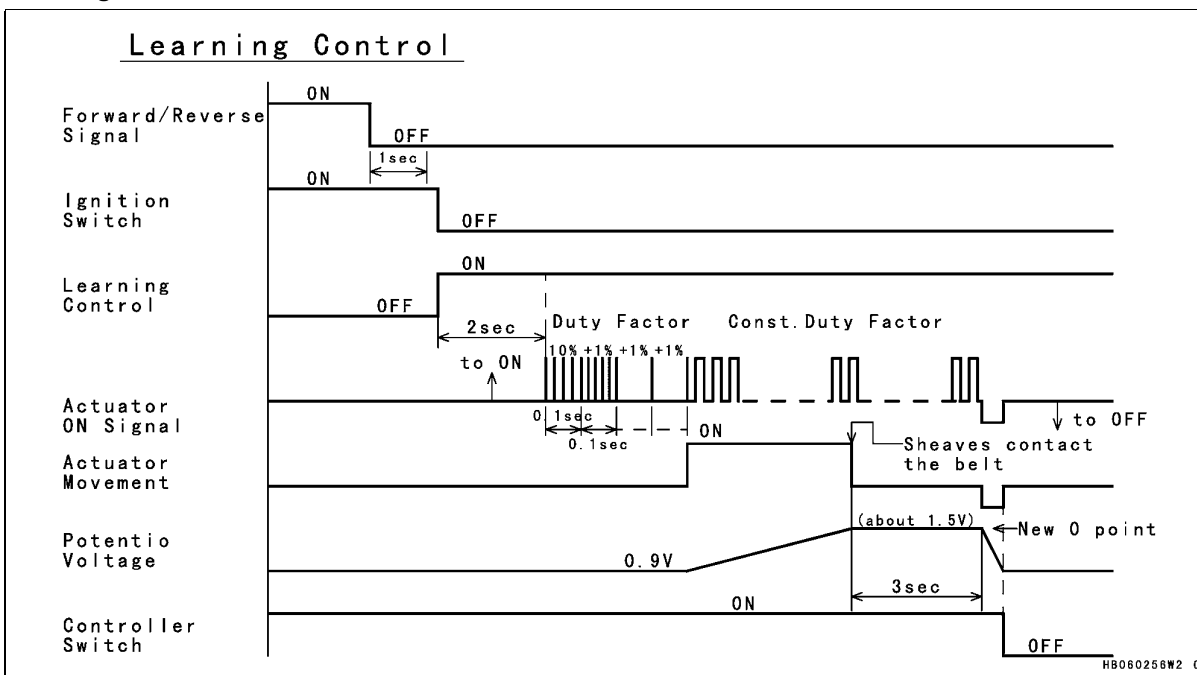 Learning Control
Forward/Reverse
Signal
ON
OFF
1sec
Ignition
Switch
ON
OFF
Learning
Control
ON
OFF
2sec
Duty Factor
Const.Duty Factor
10% +1% +1% +1%
to ON
Actuator
ON Signal
0.1sec
0.1sec
to OFF
Actuator
Movement
ON
Sheaves contact
the belt
Potentio
Voltage
0.9V
(about 1.5V)
New 0 point
3sec
Controller
Switch
ON
OFF
HB060256W2